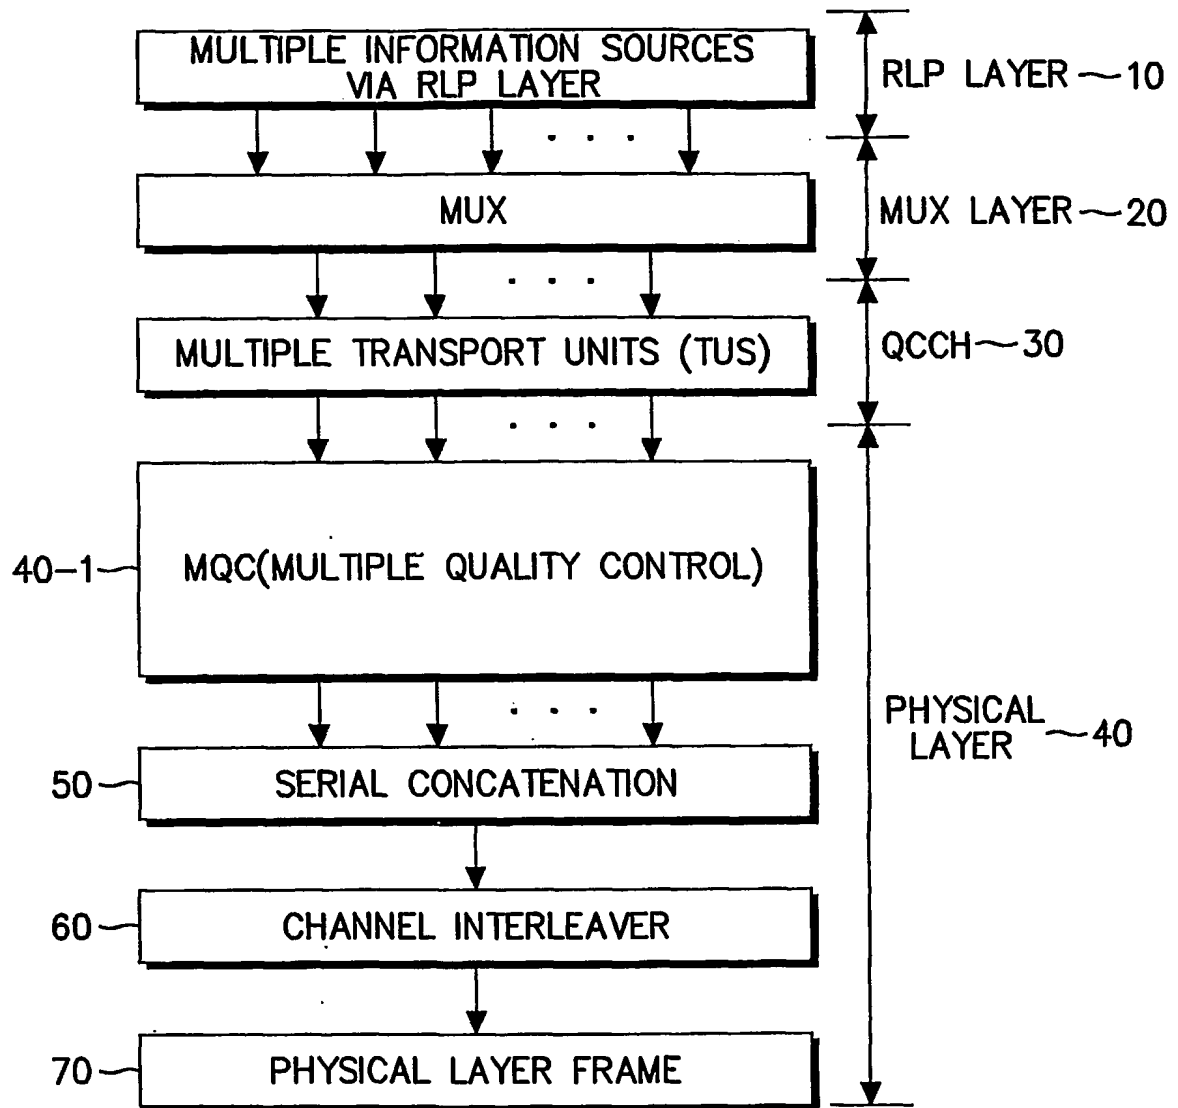 MULTIPLE INFORMATION SOURCES
VIA RLP LAYER
RLP LAYER 10
MUX
MUX LAYER 20
MULTIPLE TRANSPORT UNITS (TUS)
QCCH 30
40-1
MQC(MULTIPLE QUALITY CONTROL)
PHYSICAL
LAYER 40
50
SERIAL CONCATENATION
60
CHANNEL INTERLEAVER
70
PHYSICAL LAYER FRAME